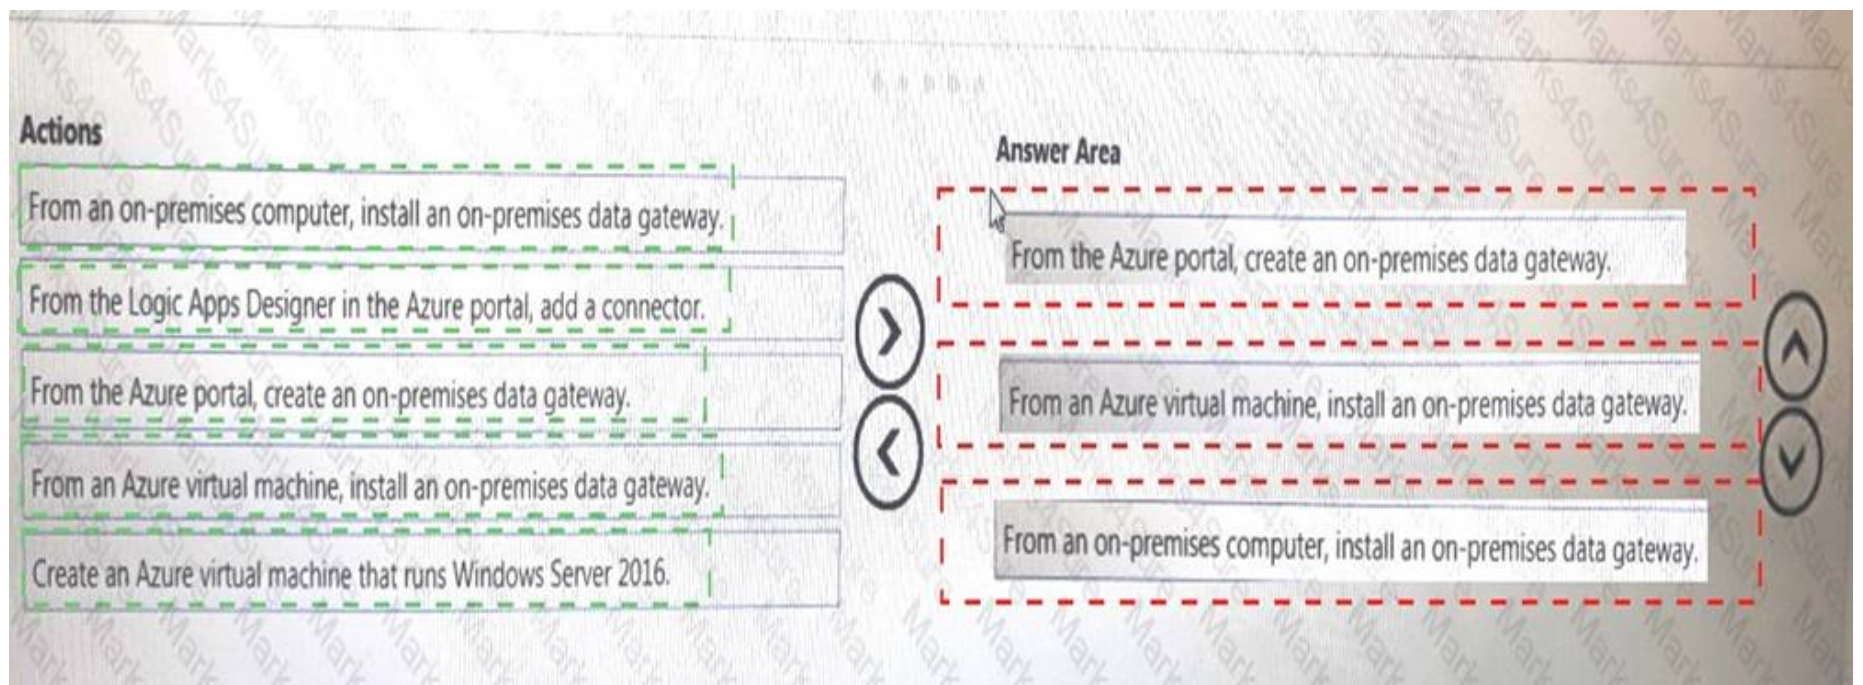 Actions
From an on-premises computer, install an on-premises data gateway.
From the Logic Apps Designer in the Azure portal, add a connector.
From the Azure portal, create an on-premises data gateway.
From an Azure virtual machine, install an on-premises data gateway.
Create an Azure virtual machine that runs Windows Server 2016.
Answer Area
From the Azure portal, create an on-premises data gateway.
From an Azure virtual machine, install an on-premises data gateway.
From an on-premises computer, install an on-premises data gateway.
Marks4Sure